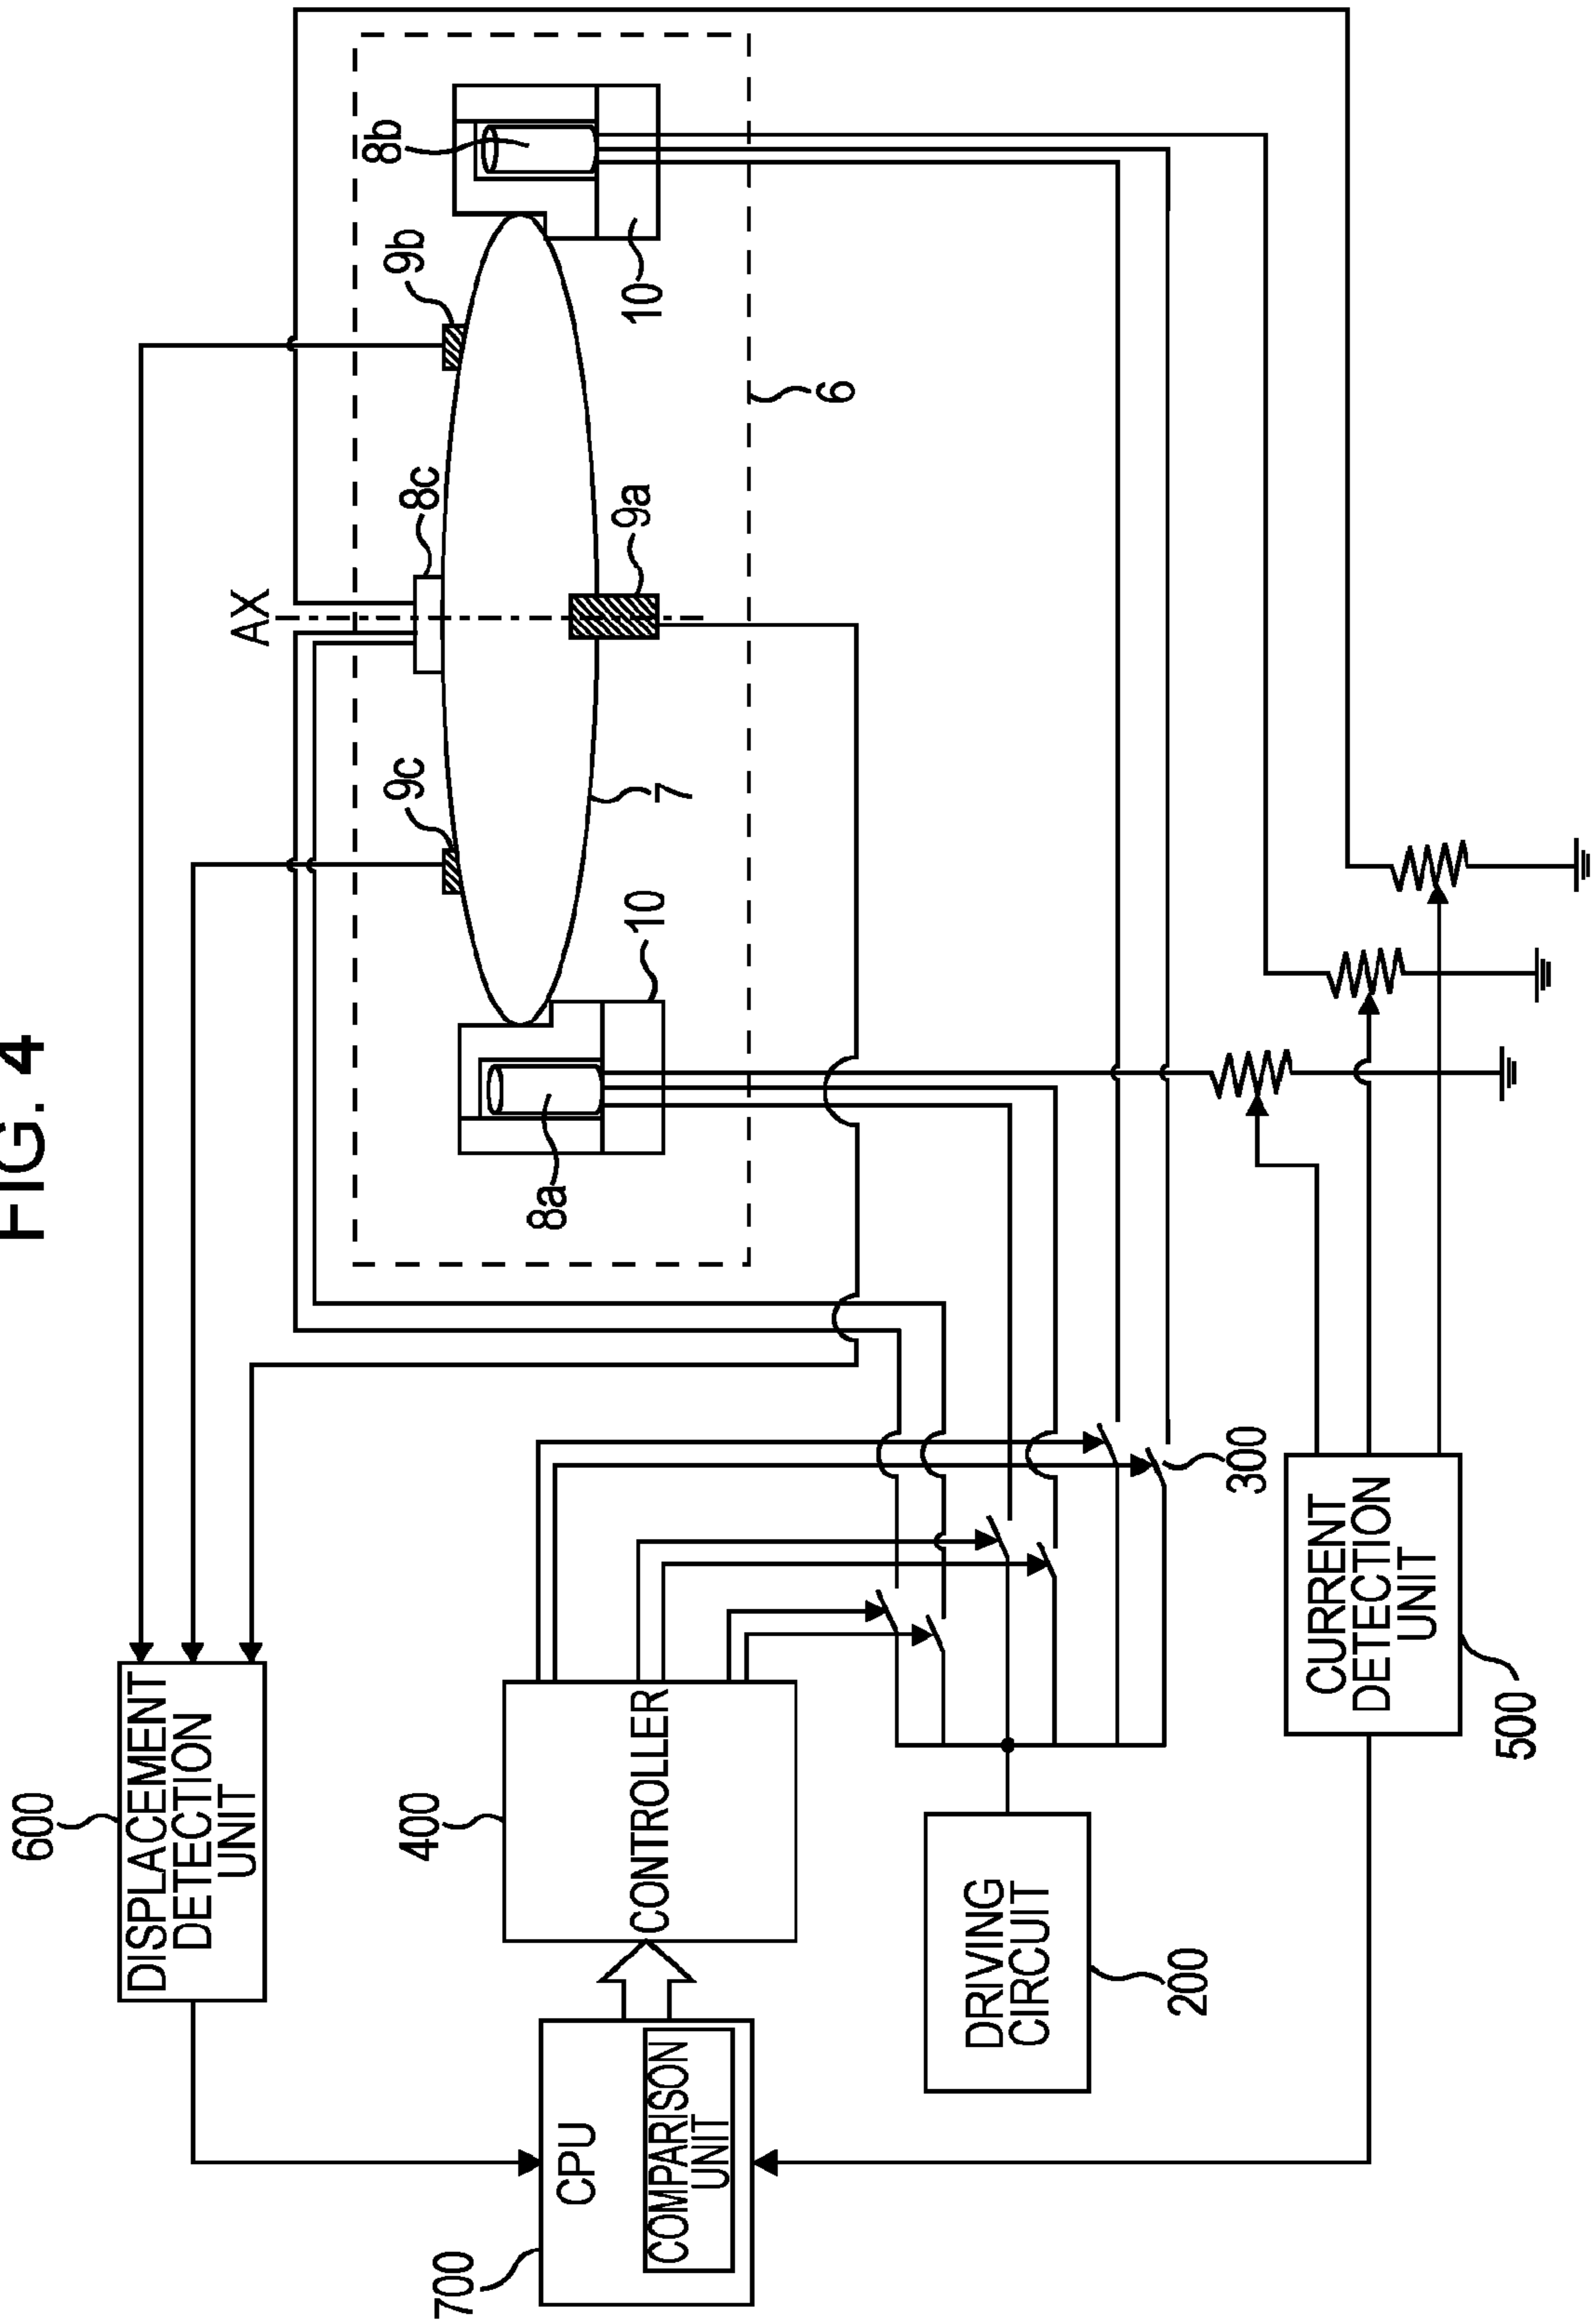 FIG. 4
600
DISPLACEMENT
DETECTION
UNIT
AX
9c
8c
9b
8b
7
9a
10
10
8a
6
700
CPU
COMPARISON
UNIT
400
CONTROLLER
DRIVING
CIRCUIT
200
300
CURRENT
DETECTION
UNIT
500